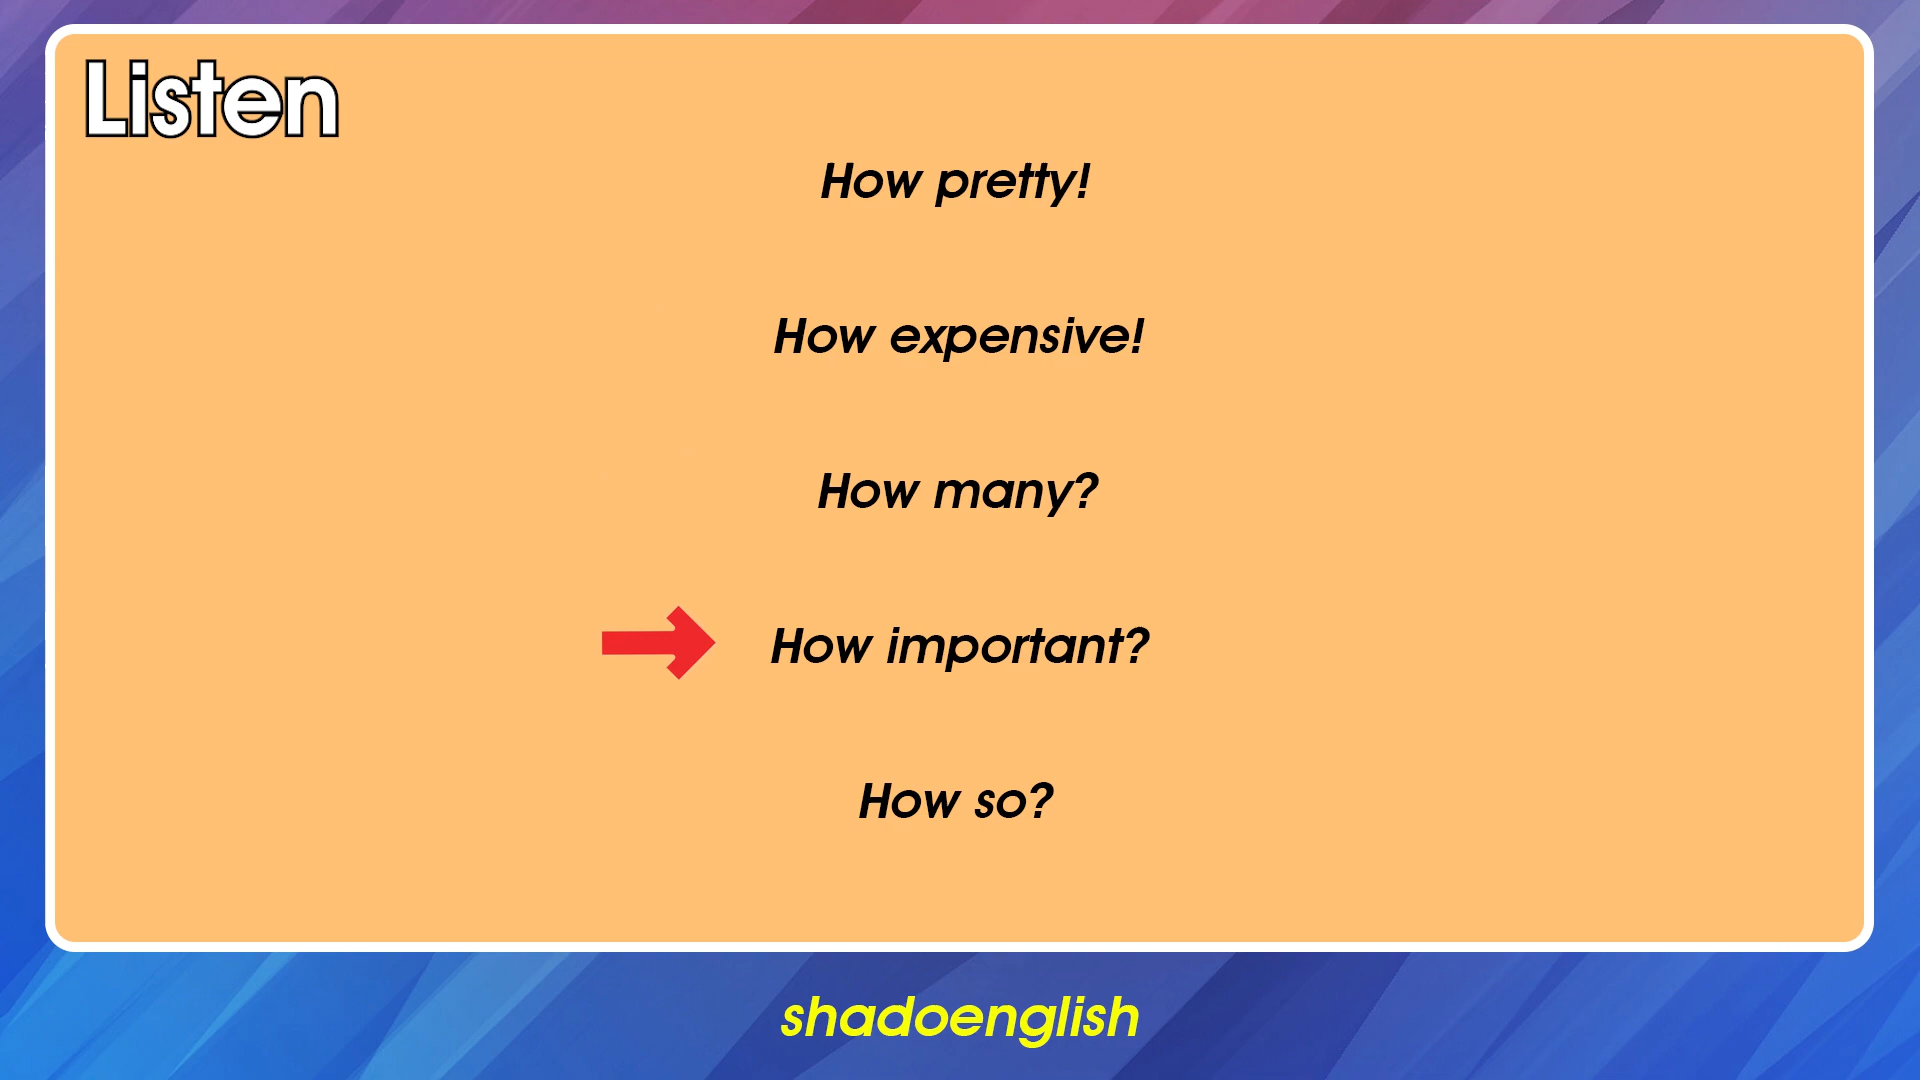 Listen
How pretty!
How expensive!
How many?
How important?
How so?
shadoenglish